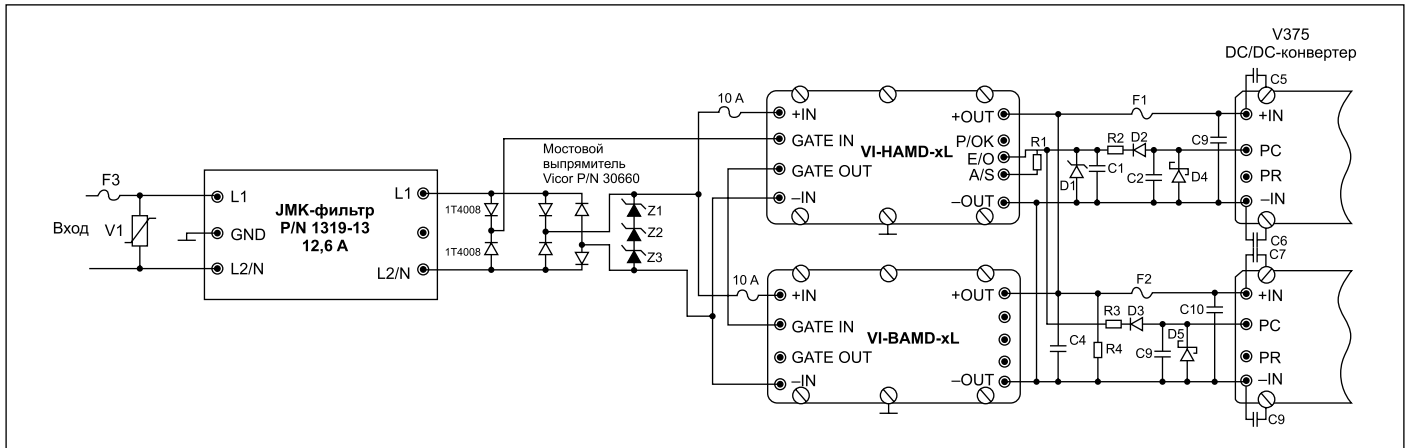 F3
Вход
V1
L1
GND
L2/N
JMK-фильтр
P/N 1319-13
12,6 A
L1
L2/N
1T4008
1T4008
Мостовой
выпрямитель
Vicor P/N 30660
Z1
Z2
Z3
10 A
10 A
+IN
GATE IN
GATE OUT
–IN
VI-HAMD-xL
+OUT
P/OK
E/O
A/S
–OUT
R1
+IN
GATE IN
GATE OUT
–IN
VI-BAMD-xL
+OUT
–OUT
F1
R2
D2
D1
C1
C2
D4
C9
F2
R3
D3
C4
R4
C9
D5
C10
V375
DC/DC-конвертер
C5
+IN
PC
PR
–IN
C6
C7
+IN
PC
PR
–IN
C9